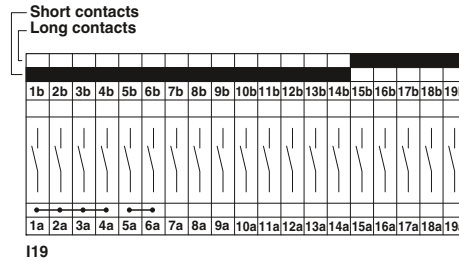 Short contacts
Long contacts
1b 2b 3b 4b 5b 6b 7b 8b 9b 10b 11b 12b 13b 14b 15b 16b 17b 18b
1a 2a 3a 4a 5a 6a 7a 8a 9a 10a 11a 12a 13a 14a 15a 16a 17a 18a
I19